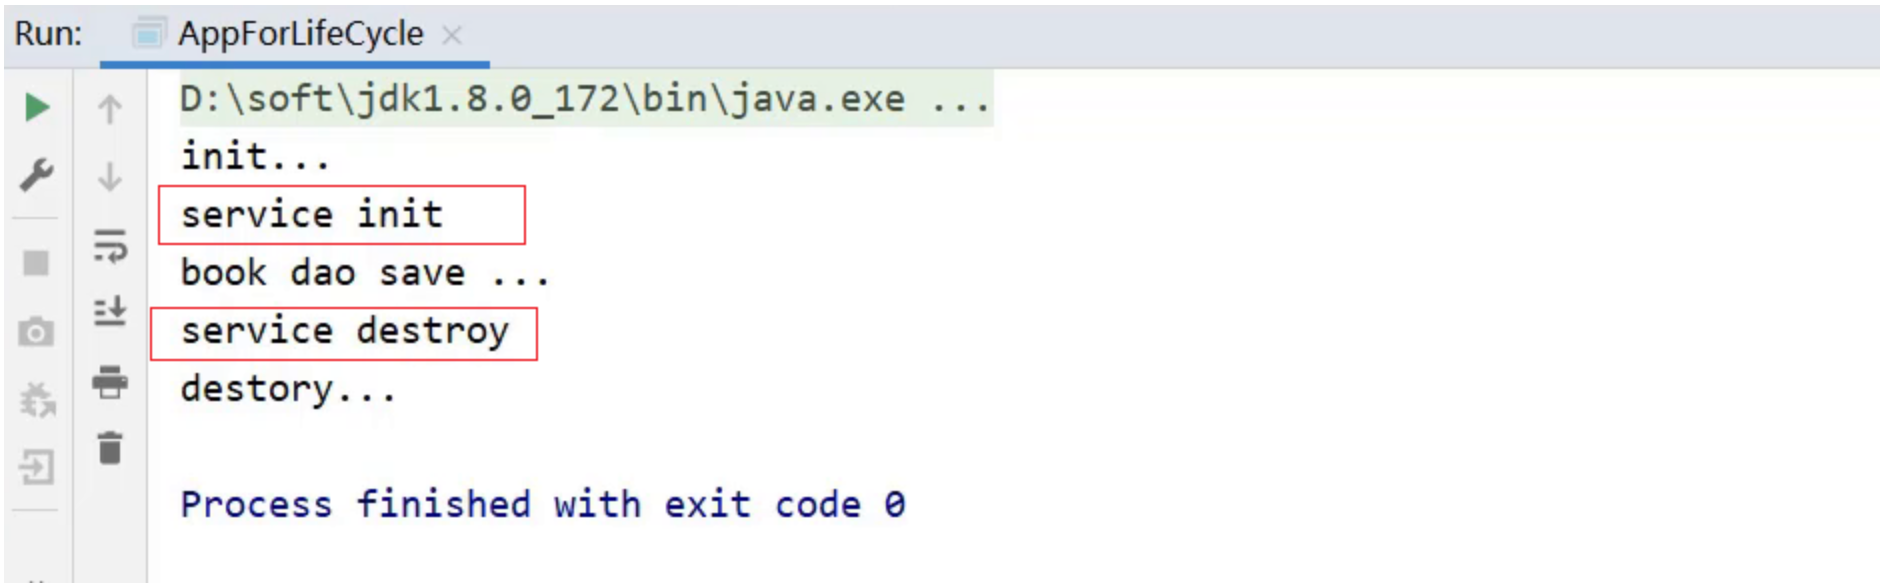 Run: AppForLifeCycle
D:\soft\jdk1.8.0_172\bin\java.exe ...
init...
service init
book dao save ...
service destroy
destory...
Process finished with exit code 0